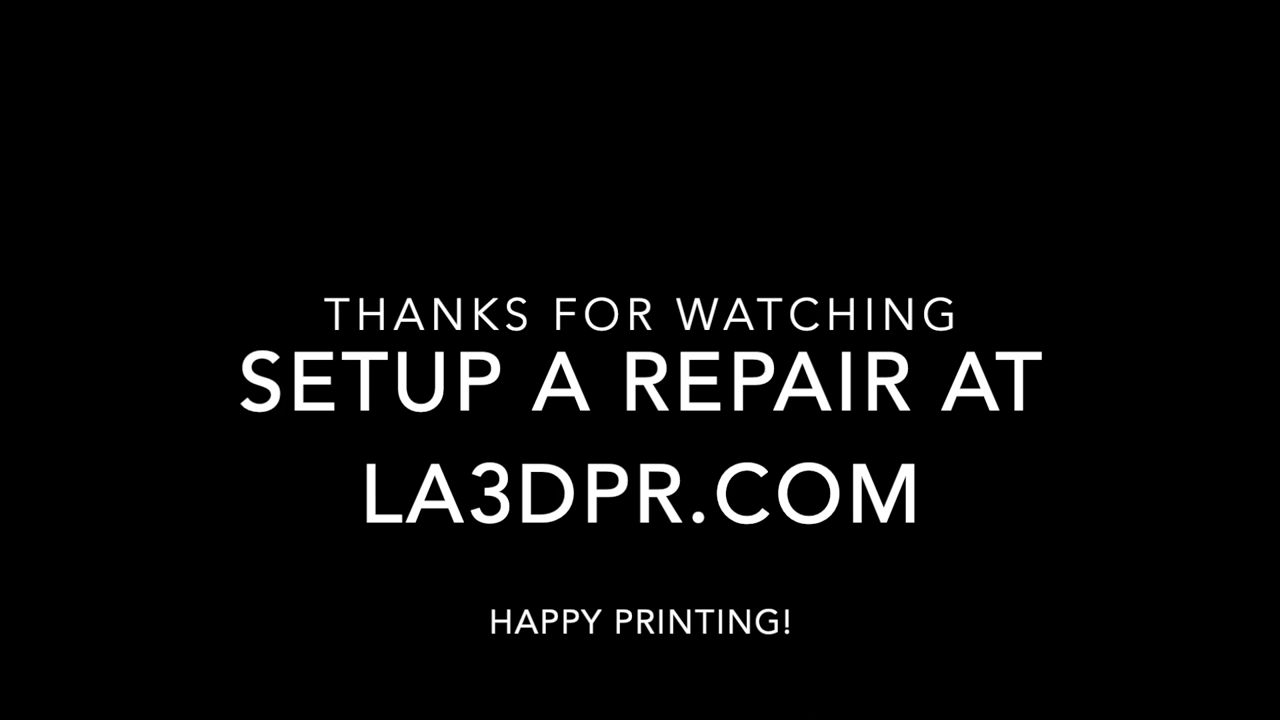 THANKS FOR WATCHING
SETUP A REPAIR AT
LA3DPR.COM
HAPPY PRINTING!